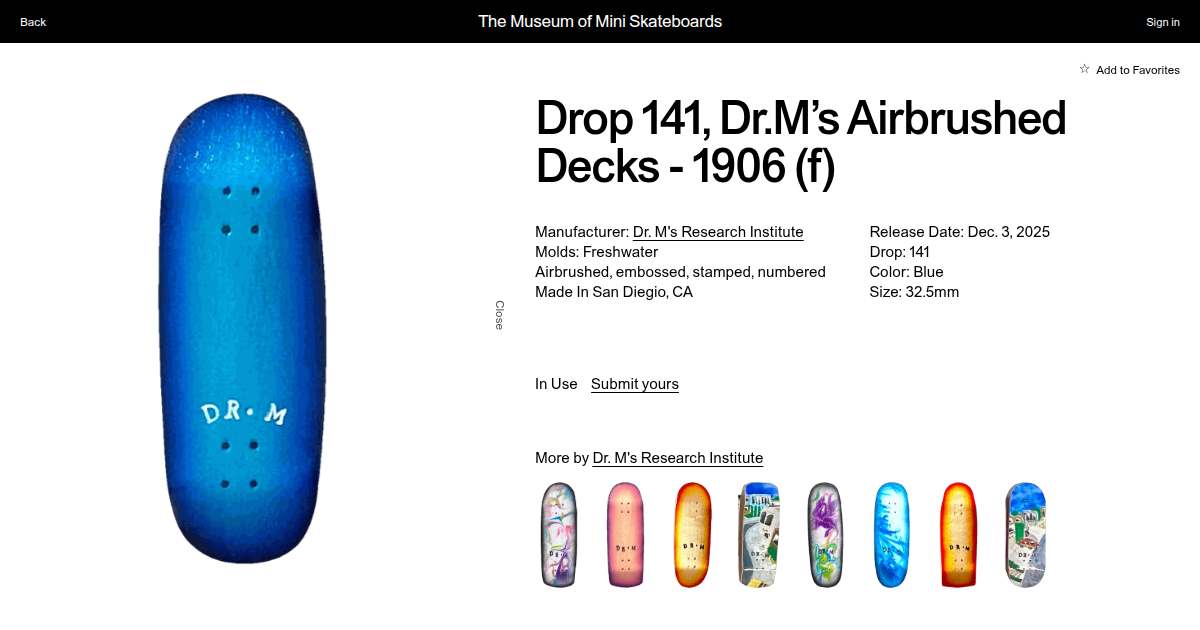 Back
The Museum of Mini Skateboards
Sign in
☆ Add to Favorites
Drop 141, Dr.M’s Airbrushed
Decks - 1906 (f)
Manufacturer: Dr. M's Research Institute
Molds: Freshwater
Airbrushed, embossed, stamped, numbered
Made In San Diegio, CA
Release Date: Dec. 3, 2025
Drop: 141
Color: Blue
Size: 32.5mm
Close
DR • M
In Use Submit yours
More by Dr. M's Research Institute
DR • M
DR • M